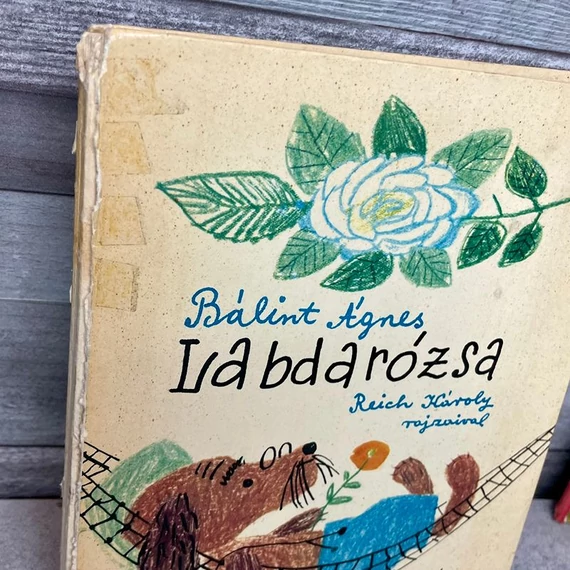 Bálint Ágnes
Labdarózsa
Reich Károly
rajzaival